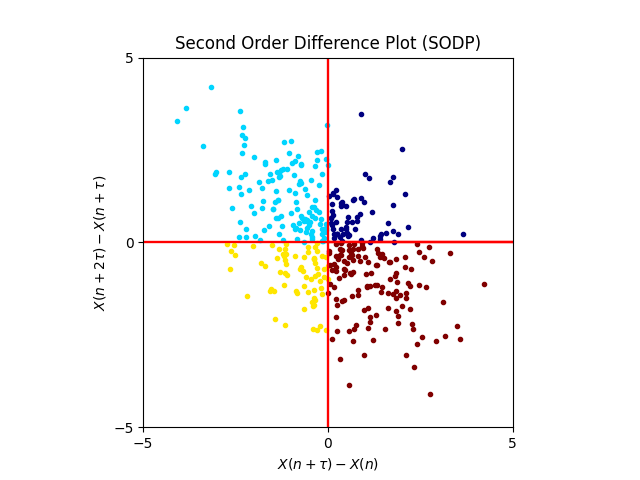 Second Order Difference Plot (SODP)
X(n + 2τ) − X(n + τ)
5
0
−5
−5 0 5
X(n + τ) − X(n)